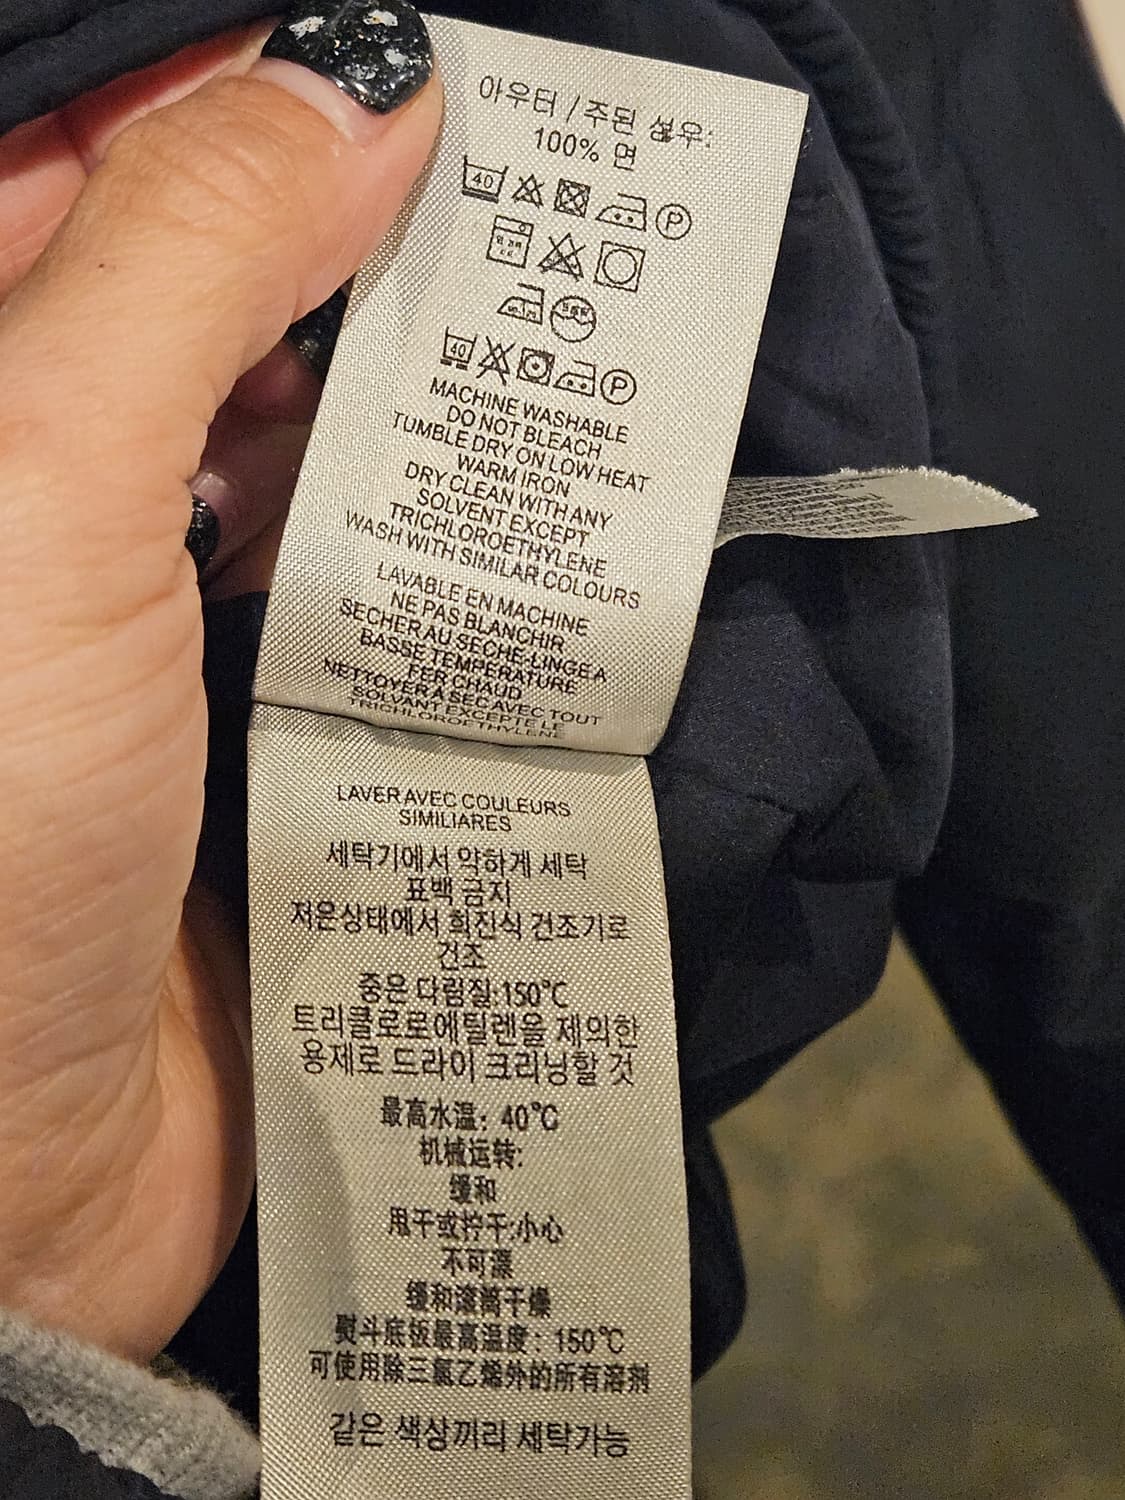 아우터 / 주된 섬유:
100% 면
40 P
40 P
MACHINE WASHABLE
DO NOT BLEACH
TUMBLE DRY ON LOW HEAT
WARM IRON
DRY CLEAN WITH ANY
SOLVENT EXCEPT
TRICHLOROETHYLENE
WASH WITH SIMILAR COLOURS
LAVABLE EN MACHINE
NE PAS BLANCHIR
SECHER AU SECHE-LINGE A
BASSE TEMPERATURE
FER CHAUD
NETTOYER A SEC AVEC TOUT
SOLVANT EXCEPTE LE
TRICHLOROETHYLENE
LAVER AVEC COULEURS
SIMILIARES
세탁기에서 약하게 세탁
표백 금지
저온상태에서 회진식 건조기로
건조
중은 다림질:150°C
트리클로로에틸렌을 제의한
용제로 드라이 크리닝할 것
最高水温：40℃
机械运转:
缓和
甩干或拧干:小心
不可漂
缓和滚筒干燥
熨斗底板最高温度：150℃
可使用除三氯乙烯外的所有溶剂
같은 색상끼리 세탁가능